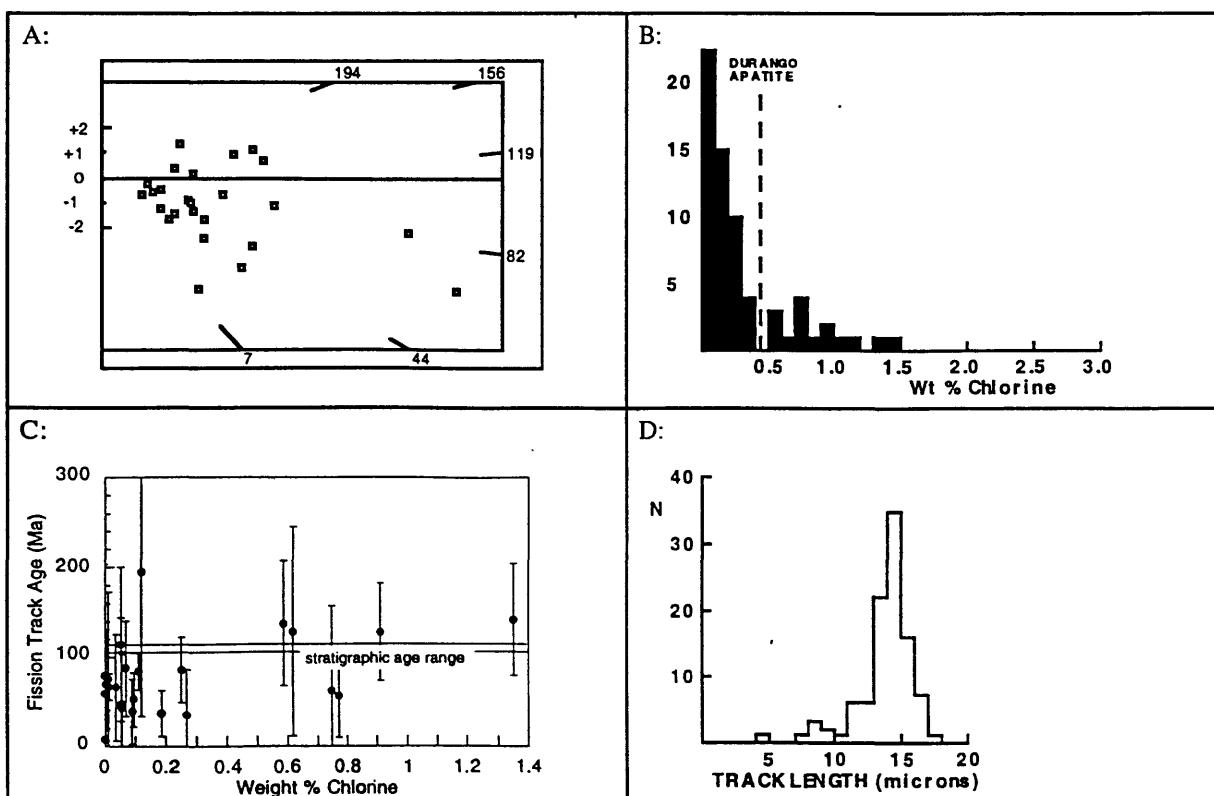 A:
194 156
+2
+1
0
-1
-2
119
82
7 44
B:
DURANGO
APATITE
20
15
10
5
0.5 1.0 1.5 2.0 2.5 3.0
Wt % Chlorine
C:
Fission Track Age (Ma)
300
200
100
0
stratigraphic age range
0 0.2 0.4 0.6 0.8 1 1.2 1.4
Weight % Chlorine
D:
N
40
30
20
10
5 10 15 20
TRACK LENGTH (microns)